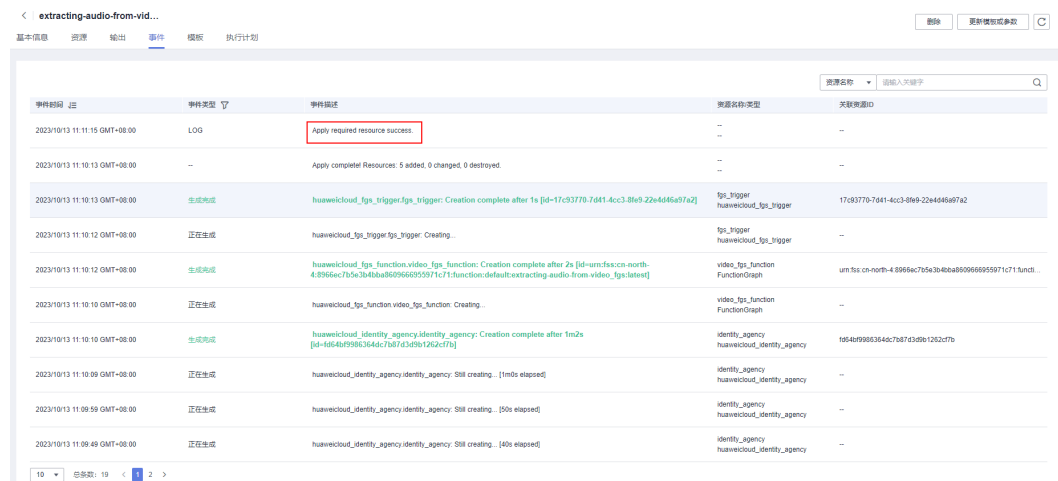 extracting-audio-from-vid...
删除
更新模板或参数
基本信息 资源 输出 事件 模板 执行计划
资源名称 请输入关键字
事件时间 事件类型 事件描述 资源名称/类型 关联资源ID
2023/10/13 11:11:15 GMT+08:00 LOG Apply required resource success. -- --
--
2023/10/13 11:10:13 GMT+08:00 -- Apply complete! Resources: 5 added, 0 changed, 0 destroyed. -- --
--
2023/10/13 11:10:13 GMT+08:00 生成完成 huaweicloud_fgs_trigger.fgs_trigger: Creation complete after 1s [id=17c93770-7d41-4cc3-8fe9-22e4d46a97a2] fgs_trigger 17c93770-7d41-4cc3-8fe9-22e4d46a97a2
huaweicloud_fgs_trigger
2023/10/13 11:10:12 GMT+08:00 正在生成 huaweicloud_fgs_trigger.fgs_trigger: Creating... fgs_trigger --
huaweicloud_fgs_trigger
2023/10/13 11:10:12 GMT+08:00 生成完成 huaweicloud_fgs_function.video_fgs_function: Creation complete after 2s [id=urn:fss:cn-north- video_fgs_function urn:fss:cn-north-4:8966ec7b5e3b4bba8609666955971c71:functi...
4:8966ec7b5e3b4bba8609666955971c71:function:default:extracting-audio-from-video_fgs:latest] FunctionGraph
2023/10/13 11:10:10 GMT+08:00 正在生成 huaweicloud_fgs_function.video_fgs_function: Creating... video_fgs_function --
FunctionGraph
2023/10/13 11:10:10 GMT+08:00 生成完成 huaweicloud_identity_agency.identity_agency: Creation complete after 1m2s identity_agency fd64bf9986364dc7b87d3d9b1262cf7b
[id=fd64bf9986364dc7b87d3d9b1262cf7b] huaweicloud_identity_agency
2023/10/13 11:10:09 GMT+08:00 正在生成 huaweicloud_identity_agency.identity_agency: Still creating... [1m0s elapsed] identity_agency --
huaweicloud_identity_agency
2023/10/13 11:09:59 GMT+08:00 正在生成 huaweicloud_identity_agency.identity_agency: Still creating... [50s elapsed] identity_agency --
huaweicloud_identity_agency
2023/10/13 11:09:49 GMT+08:00 正在生成 huaweicloud_identity_agency.identity_agency: Still creating... [40s elapsed] identity_agency --
huaweicloud_identity_agency
10 总条数: 19 < 1 2 >